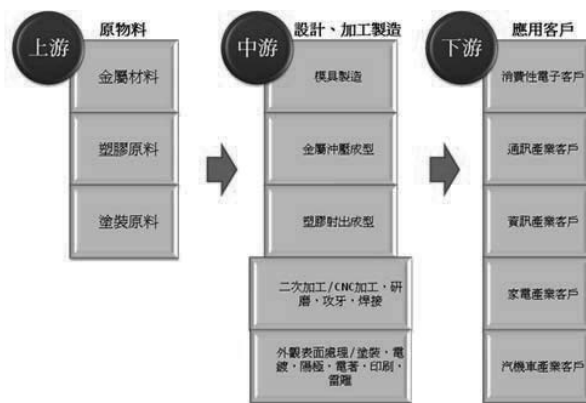 上游
原物料
金屬材料
塑膠原料
塗裝原料
中游
設計、加工製造
模具製造
金屬沖壓成型
塑膠射出成型
二次加工/CNC加工，研
磨，攻牙，焊接
外觀表面處理/塗裝，電
鍍，陽極，電著，印刷，
雷雕
下游
應用客戶
消費性電子客戶
通訊產業客戶
資訊產業客戶
家電產業客戶
汽機車產業客戶